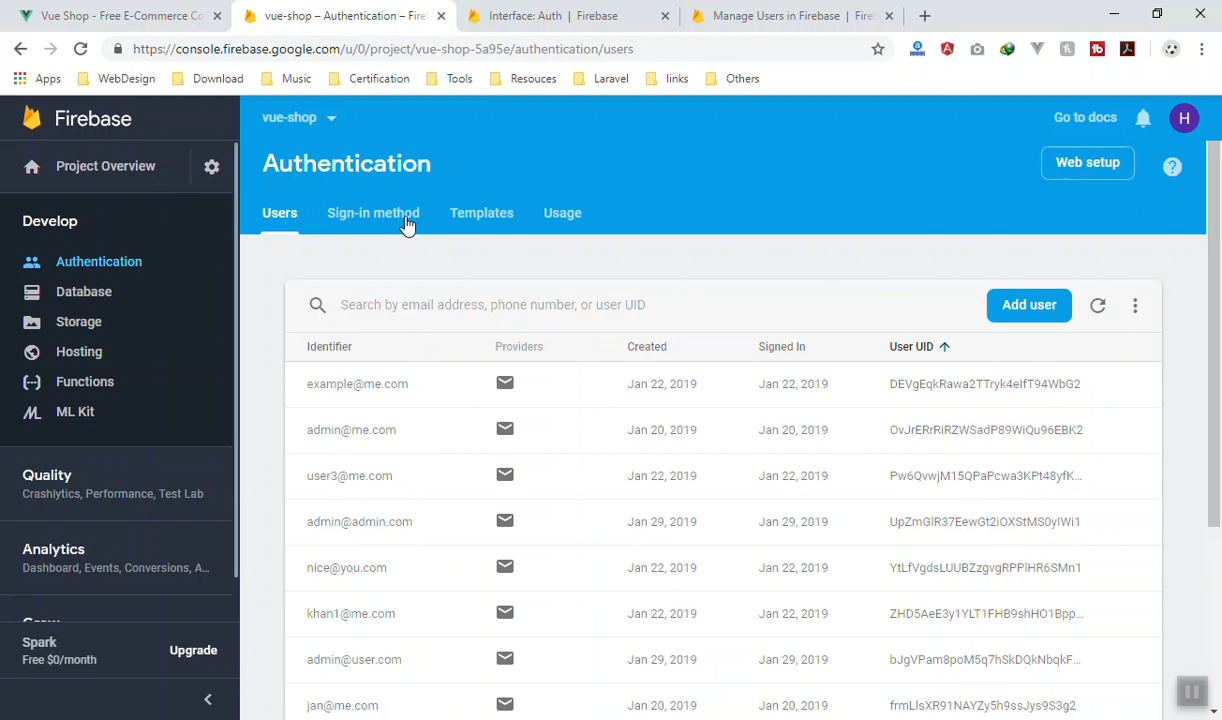 Vue Shop - Free E-Commerce Co
vue-shop – Authentication – Fire
Interface: Auth | Firebase
Manage Users in Firebase | Fire
https://console.firebase.google.com/u/0/project/vue-shop-5a95e/authentication/users
Apps
WebDesign
Download
Music
Certification
Tools
Resouces
Laravel
links
Others
Firebase
vue-shop
Go to docs
H
Project Overview
Authentication
Web setup
Develop
Users
Sign-in method
Templates
Usage
Authentication
Database
Storage
Hosting
Functions
ML Kit
Search by email address, phone number, or user UID
Add user
Identifier
Providers
Created
Signed In
User UID
example@me.com
Jan 22, 2019
Jan 22, 2019
DEVgEqkRawa2TTryk4eIfT94WbG2
admin@me.com
Jan 20, 2019
Jan 20, 2019
OvJrERrRiRZWSadP89WiQu96EBK2
user3@me.com
Jan 22, 2019
Jan 22, 2019
Pw6QvwjM15QPaPcwa3KPt48yfK...
admin@admin.com
Jan 29, 2019
Jan 29, 2019
UpZmGlR37EewGt2iOXStMS0yIWi1
nice@you.com
Jan 22, 2019
Jan 22, 2019
YtLfVgdsLUUBZzgvgRPPlHR6SMn1
khan1@me.com
Jan 22, 2019
Jan 22, 2019
ZHD5AeE3y1YLT1FHB9shHO1Bpp...
admin@user.com
Jan 29, 2019
Jan 29, 2019
bJgVPam8poM5q7hSkDQkNbqkF...
jan@me.com
Jan 20, 2019
Jan 20, 2019
frmLlsXR91NAYZy5h9ssJys9S3g2
Quality
Crashlytics, Performance, Test Lab
Analytics
Dashboard, Events, Conversions, A...
Spark
Free $0/month
Upgrade